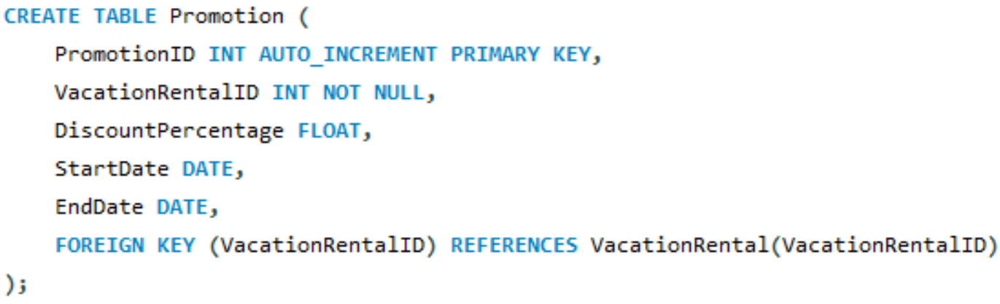 CREATE TABLE Promotion (
    PromotionID INT AUTO_INCREMENT PRIMARY KEY,
    VacationRentalID INT NOT NULL,
    DiscountPercentage FLOAT,
    StartDate DATE,
    EndDate DATE,
    FOREIGN KEY (VacationRentalID) REFERENCES VacationRental(VacationRentalID)
);